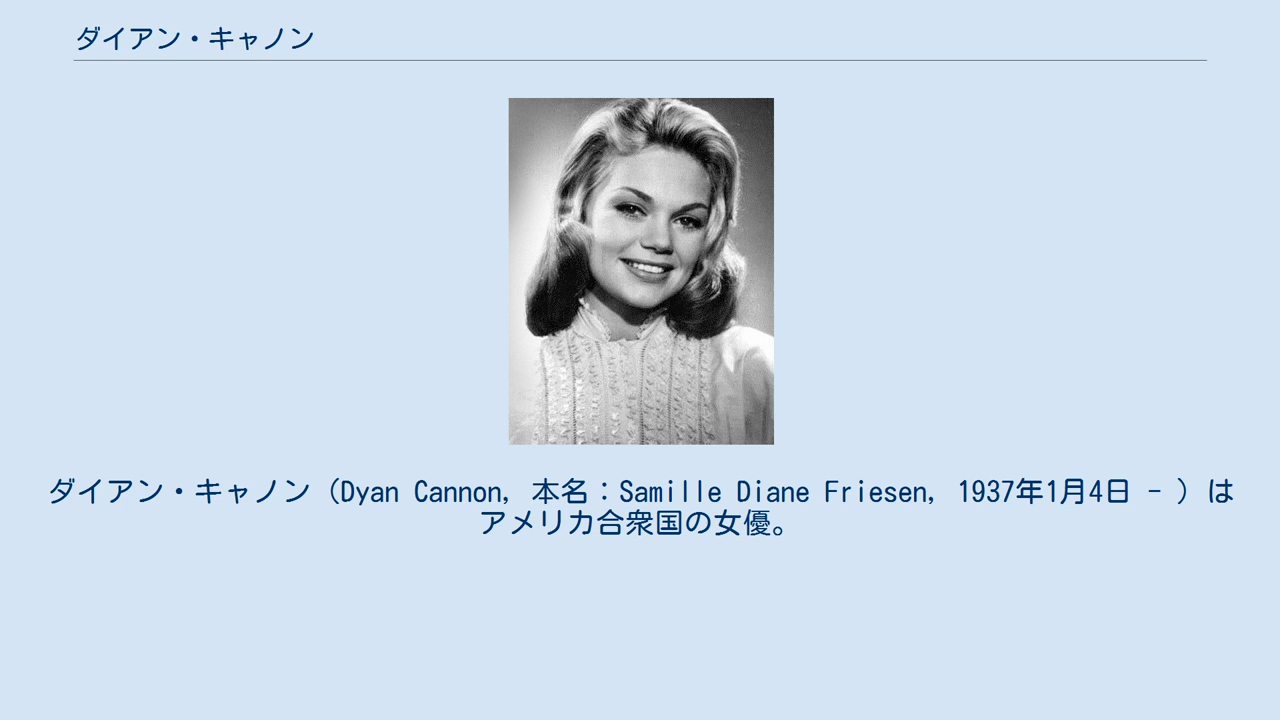 ダイアン・キャノン
ダイアン・キャノン（Dyan Cannon, 本名：Samille Diane Friesen, 1937年1月4日 - ）は
アメリカ合衆国の女優。